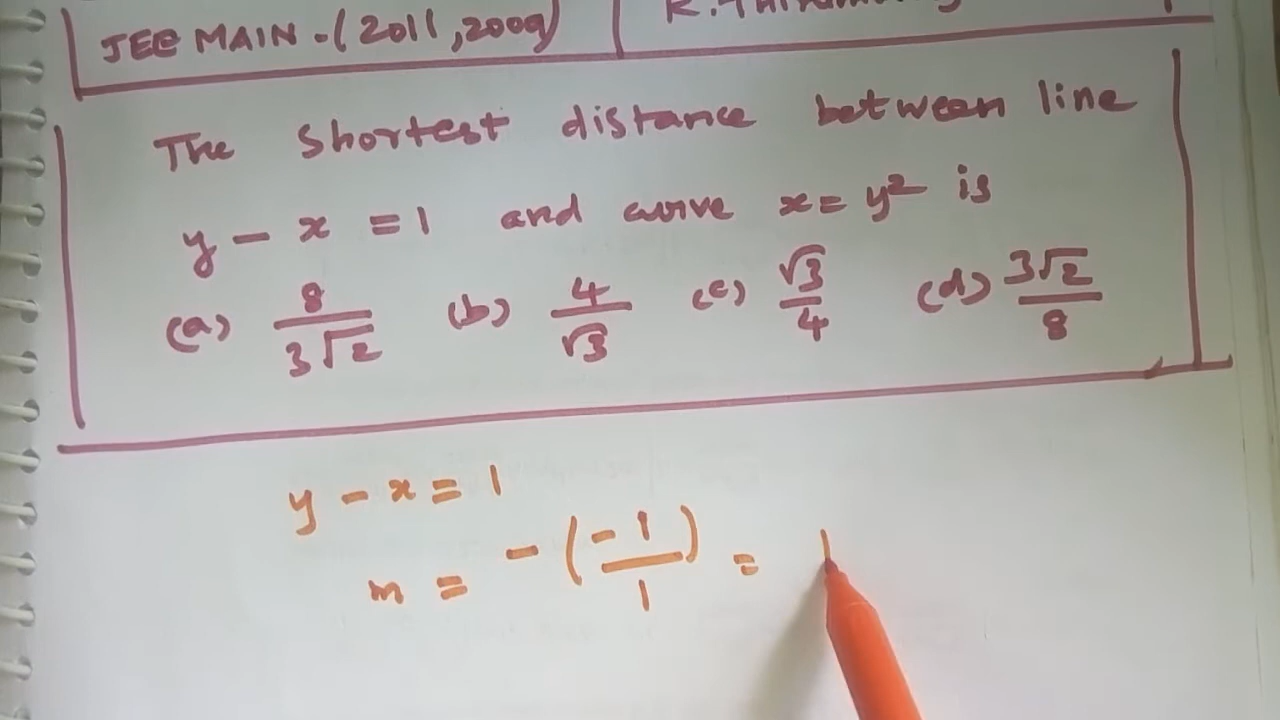 JEE MAIN - (2011, 2009)
The shortest distance between line
y - x = 1 and curve x = y² is
(a) 8/3√2 (b) 4/√3 (c) √3/4 (d) 3√2/8
y - x = 1
m = - (-1/1) = 1